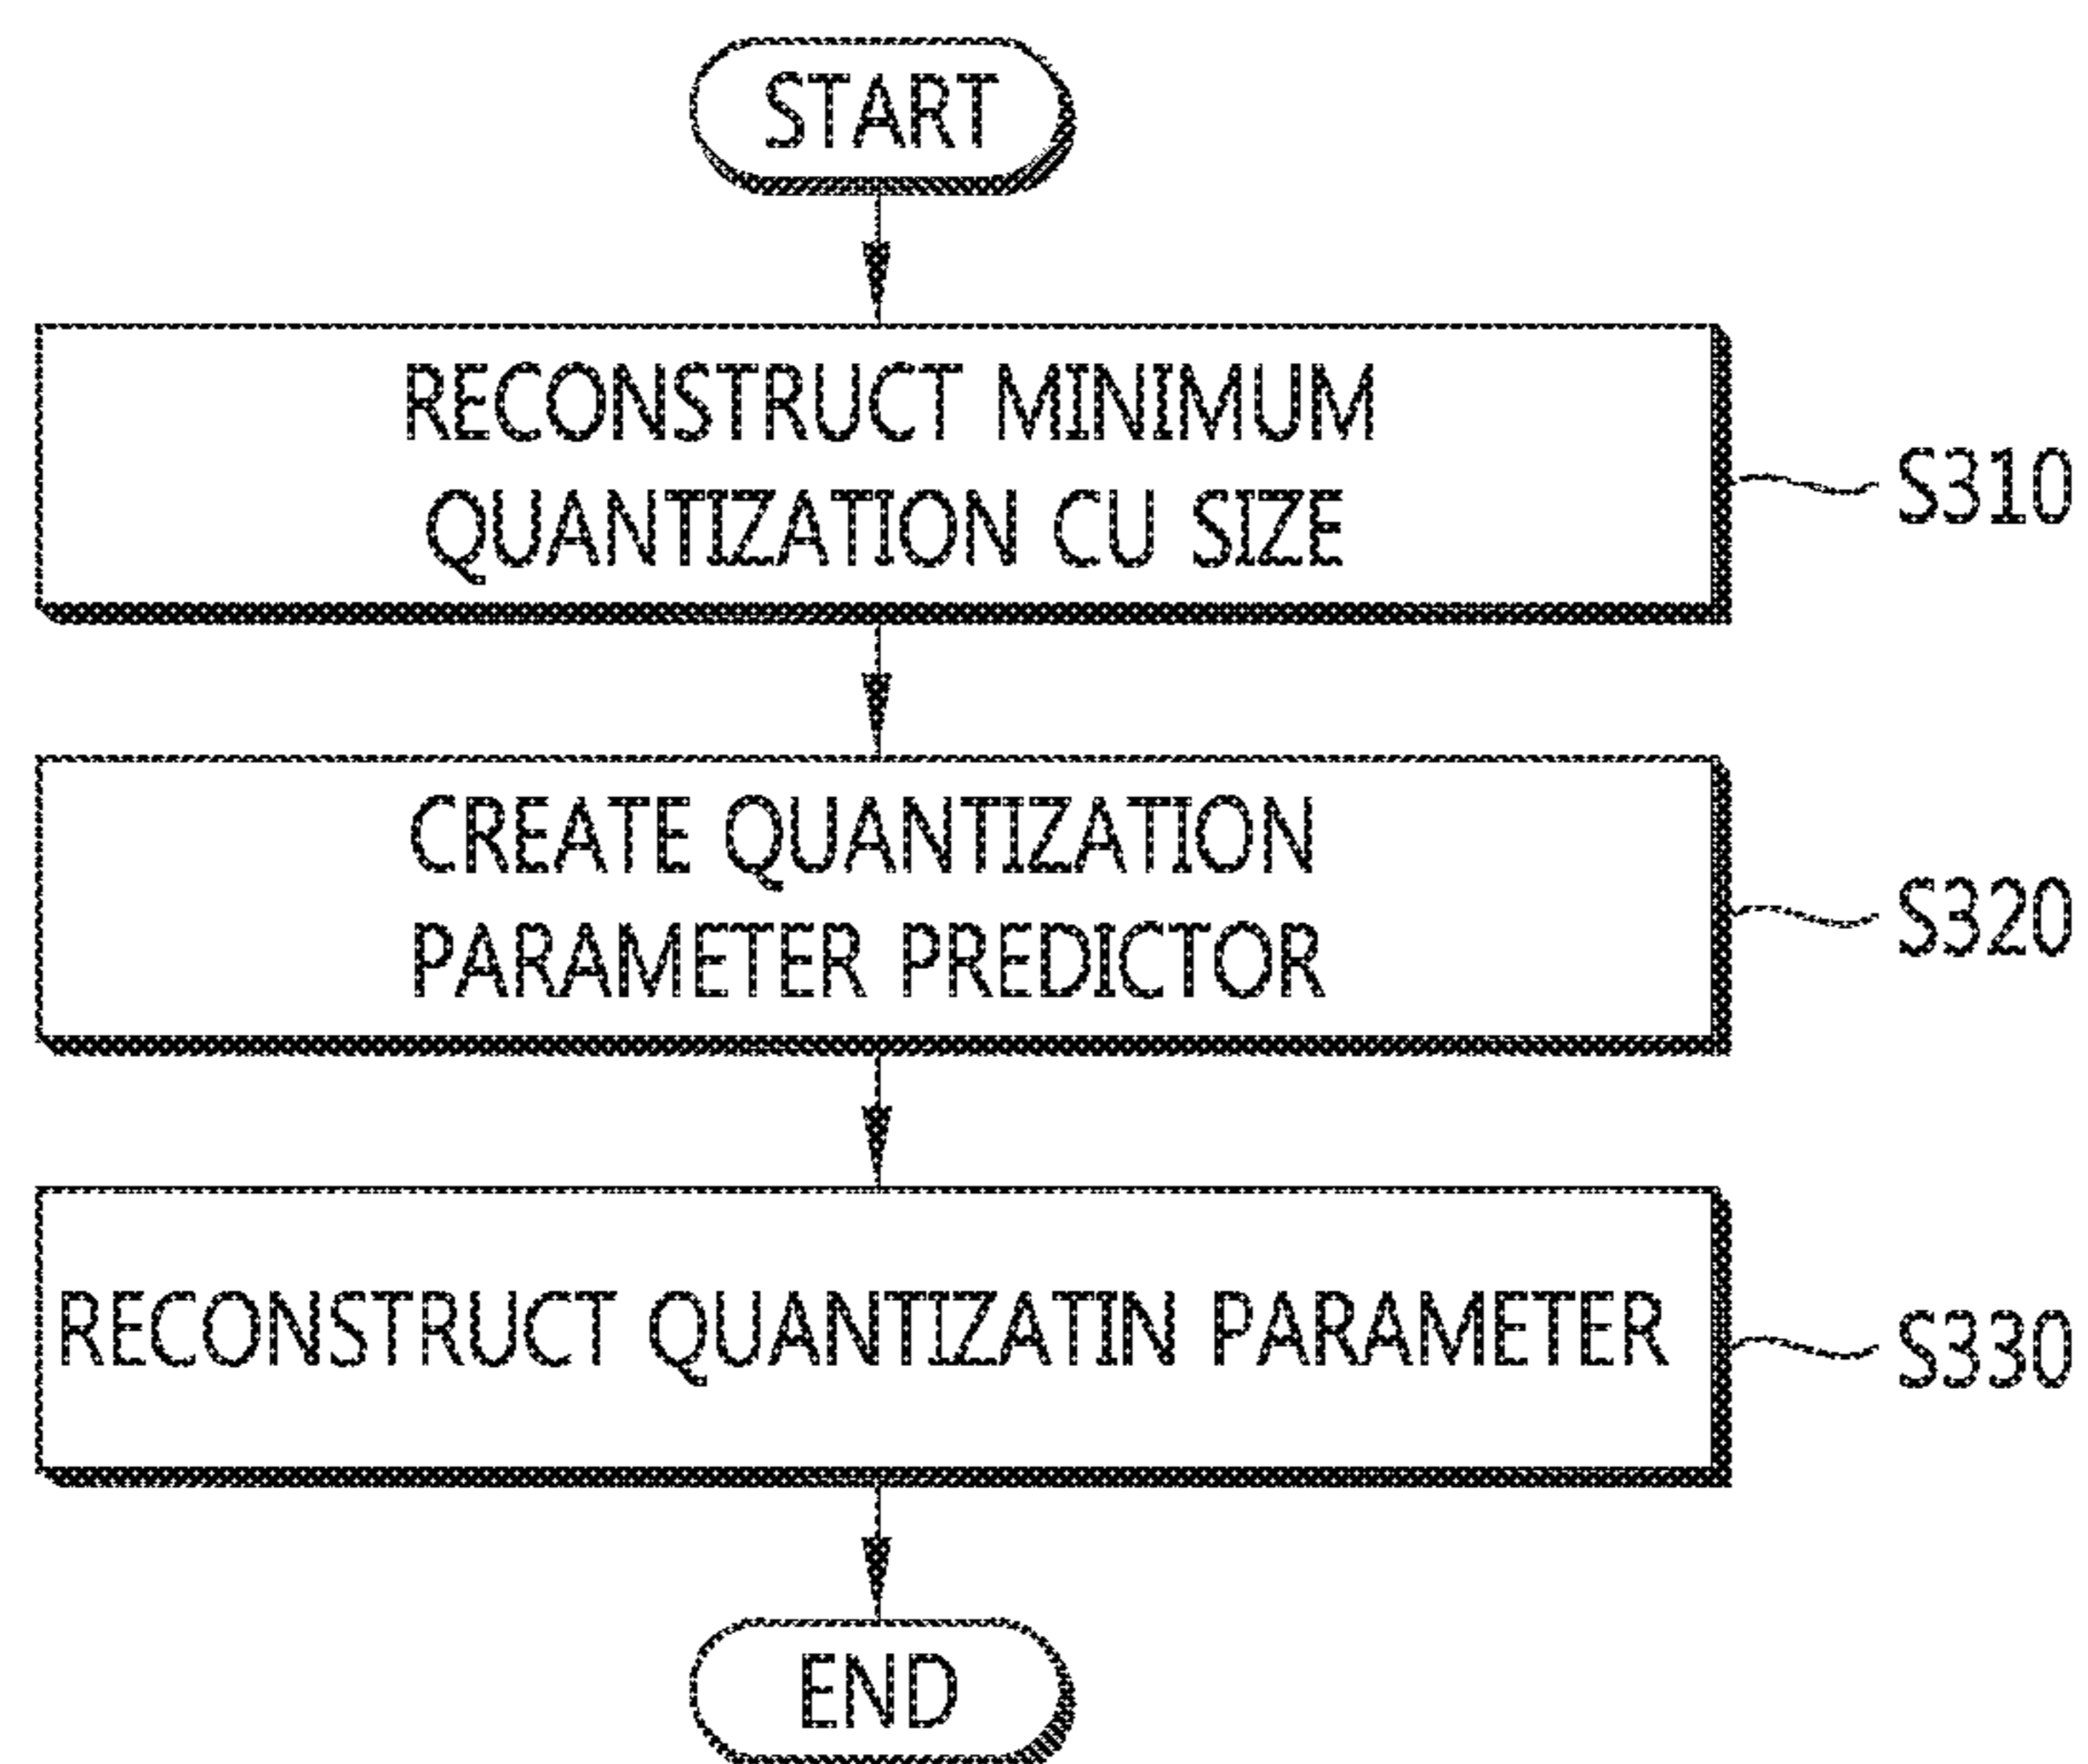 START
RECONSTRUCT MINIMUM
QUANTIZATION CU SIZE
S310
CREATE QUANTIZATION
PARAMETER PREDICTOR
S320
RECONSTRUCT QUANTIZATIN PARAMETER
S330
END